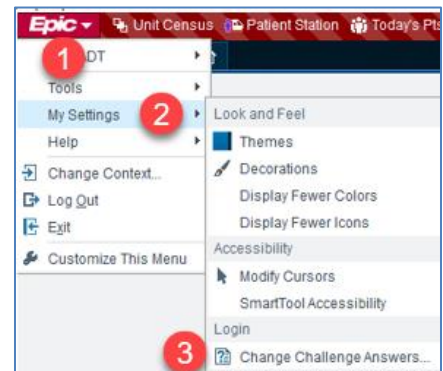 Epic Unit Census Patient Station Today's Pts
1 DT
Tools
My Settings 2
Help
Change Context...
Log Out
Exit
Customize This Menu
Look and Feel
Themes
Decorations
Display Fewer Colors
Display Fewer Icons
Accessibility
Modify Cursors
SmartTool Accessibility
Login
3 Change Challenge Answers...